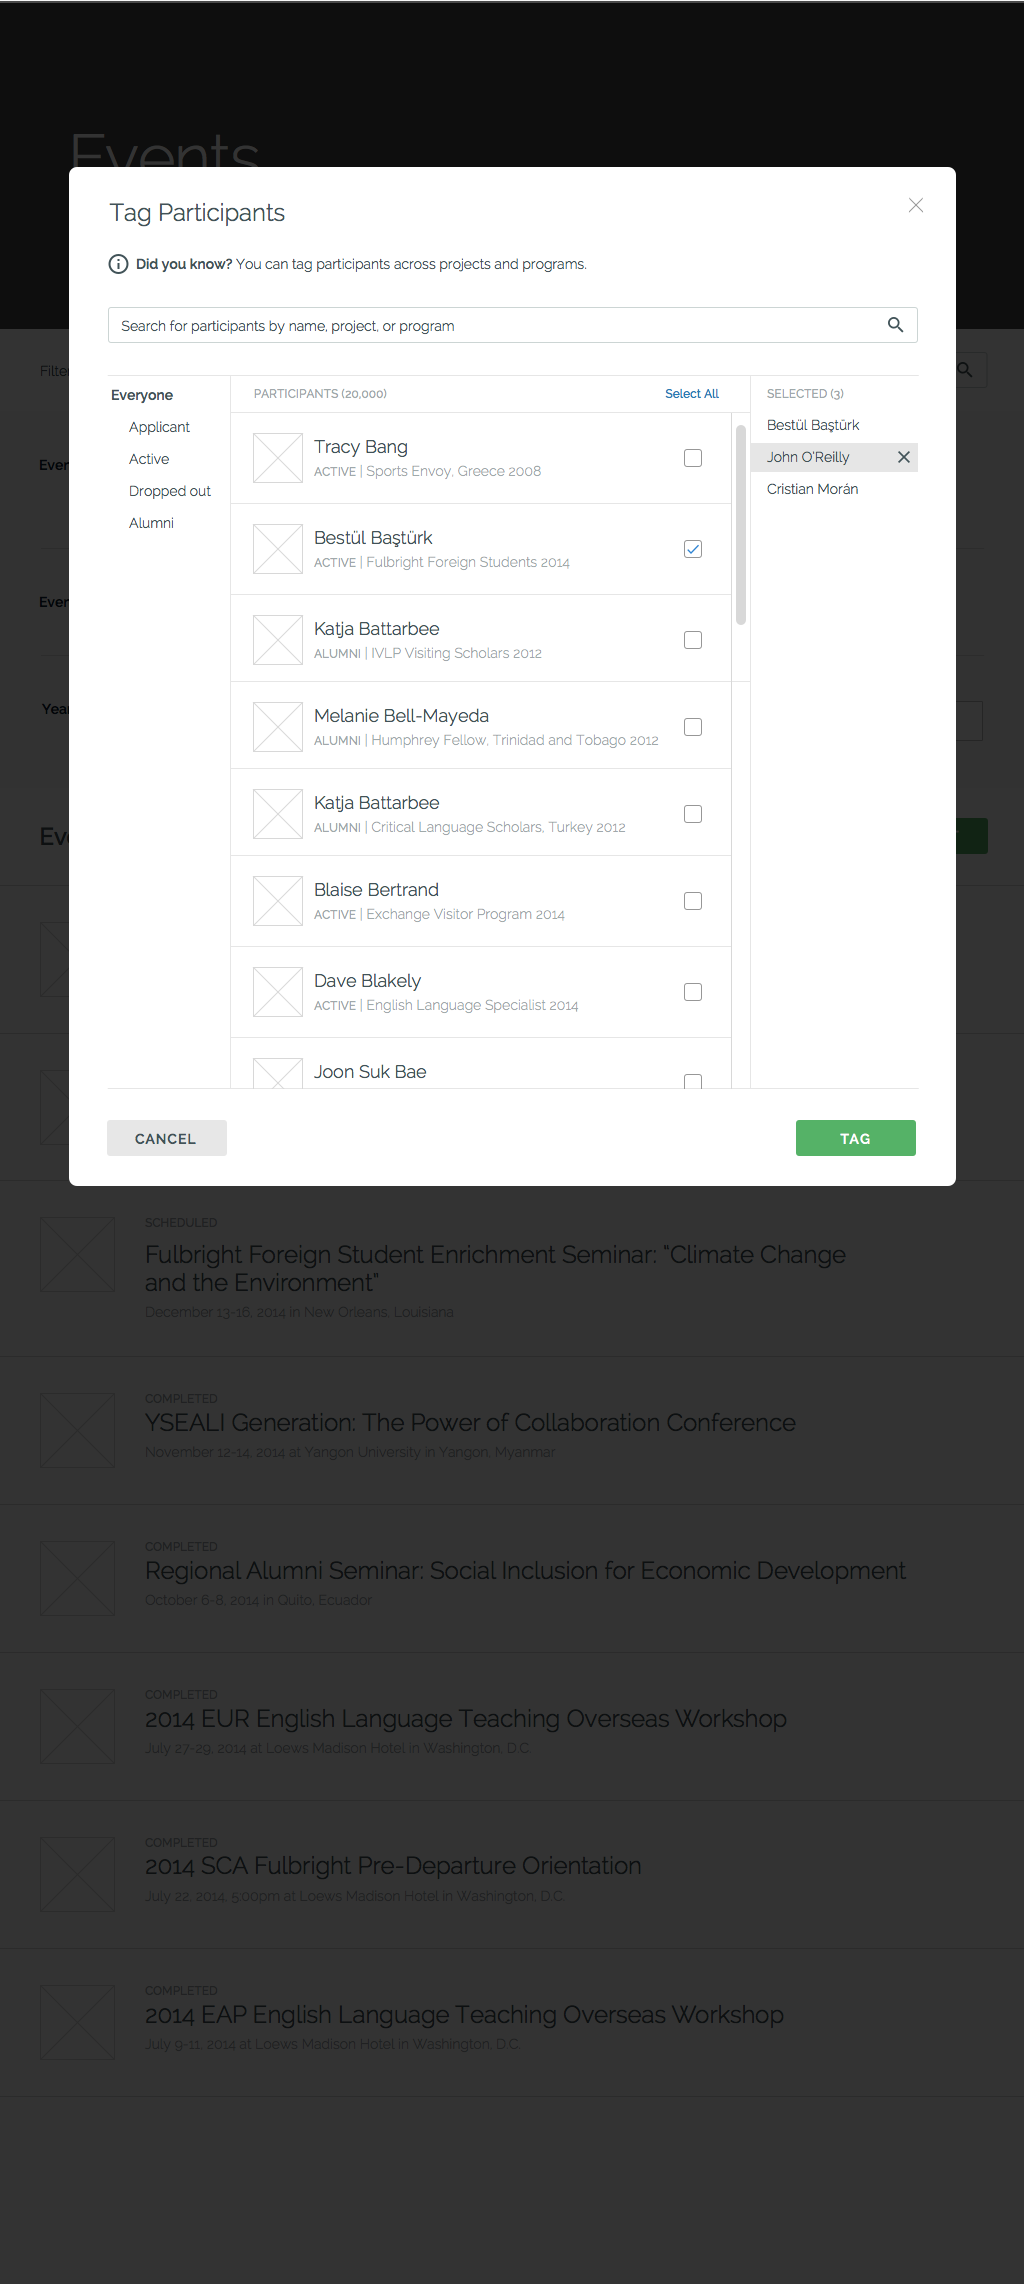 Events
Tag Participants
Did you know? You can tag participants across projects and programs.
Search for participants by name, project, or program
Everyone
Applicant
Active
Dropped out
Alumni
PARTICIPANTS (20,000)
Select All
Tracy Bang
ACTIVE | Sports Envoy, Greece 2008
Bestül Baştürk
ACTIVE | Fulbright Foreign Students 2014
Katja Battarbee
ALUMNI | IVLP Visiting Scholars 2012
Melanie Bell-Mayeda
ALUMNI | Humphrey Fellow, Trinidad and Tobago 2012
Katja Battarbee
ALUMNI | Critical Language Scholars, Turkey 2012
Blaise Bertrand
ACTIVE | Exchange Visitor Program 2014
Dave Blakely
ACTIVE | English Language Specialist 2014
Joon Suk Bae
SELECTED (3)
Bestül Baştürk
John O'Reilly
Cristian Morán
CANCEL
TAG
SCHEDULED
Fulbright Foreign Student Enrichment Seminar: “Climate Change
and the Environment”
December 13-16, 2014 in New Orleans, Louisiana
COMPLETED
YSEALI Generation: The Power of Collaboration Conference
November 12-14, 2014 at Yangon University in Yangon, Myanmar
COMPLETED
Regional Alumni Seminar: Social Inclusion for Economic Development
October 6-8, 2014 in Quito, Ecuador
COMPLETED
2014 EUR English Language Teaching Overseas Workshop
July 27-29, 2014 at Loews Madison Hotel in Washington, D.C
COMPLETED
2014 SCA Fulbright Pre-Departure Orientation
July 22, 2014, 5:00pm at Loews Madison Hotel in Washington, D.C.
COMPLETED
2014 EAP English Language Teaching Overseas Workshop
July 9-11, 2014 at Loews Madison Hotel in Washington, D.C.